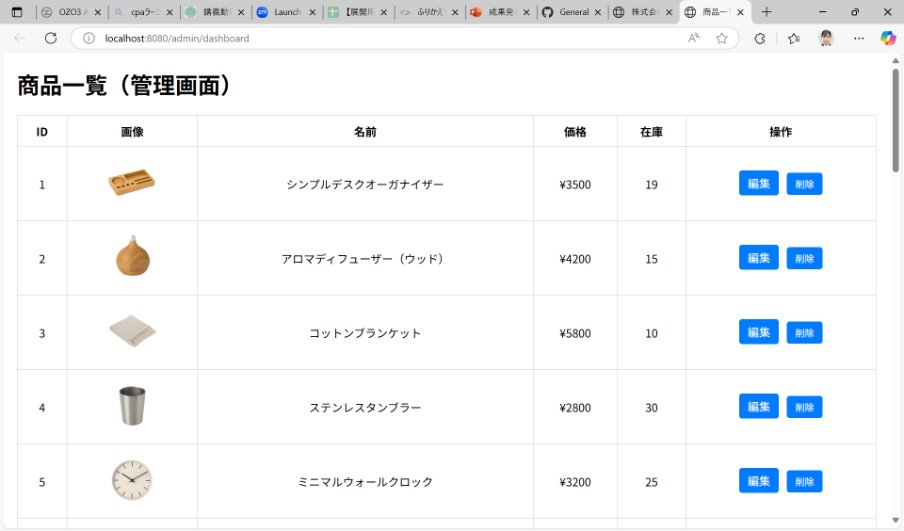 OZO3
cpaラーニ
講義動
Launch
【展開用
ふりかえり
成果発
General
株式会社
商品一覧
localhost:8080/admin/dashboard
商品一覧（管理画面）
ID 画像 名前 価格 在庫 操作
1 シンプルデスクオーガナイザー ¥3500 19 編集 削除
2 アロマディフューザー（ウッド） ¥4200 15 編集 削除
3 コットンブランケット ¥5800 10 編集 削除
4 ステンレスタンブラー ¥2800 30 編集 削除
5 ミニマルウォールクロック ¥3200 25 編集 削除